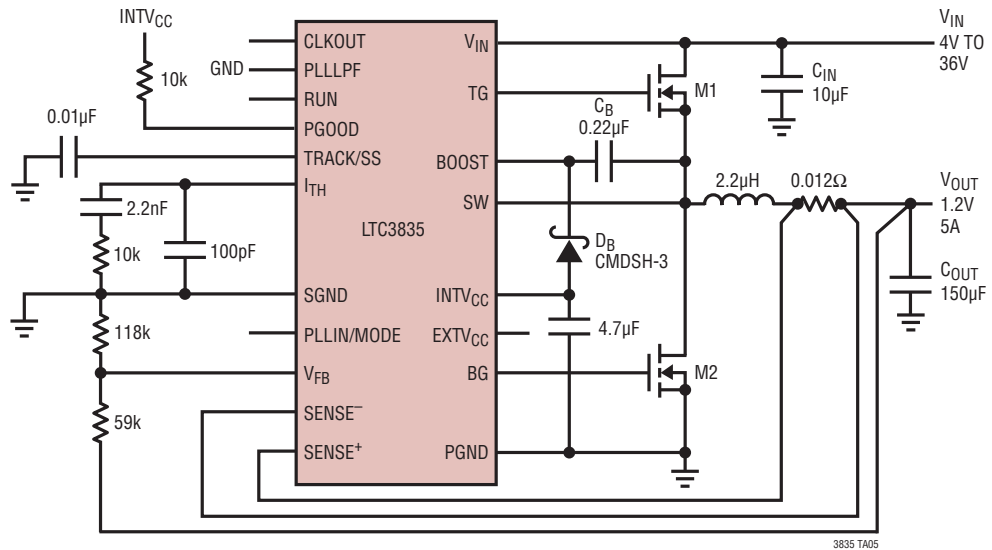 INTVCC
10k
GND
0.01µF
2.2nF
10k
100pF
118k
59k
CLKOUT
PLLLPF
RUN
PGOOD
TRACK/SS
ITH
SGND
PLLIN/MODE
VFB
SENSE–
SENSE+
LTC3835
VIN
TG
BOOST
SW
INTVCC
EXTVCC
BG
PGND
CB
0.22µF
DB
CMDSH-3
4.7µF
M1
M2
2.2µH
0.012Ω
CIN
10µF
VIN
4V TO
36V
VOUT
1.2V
5A
COUT
150µF
3835 TA05